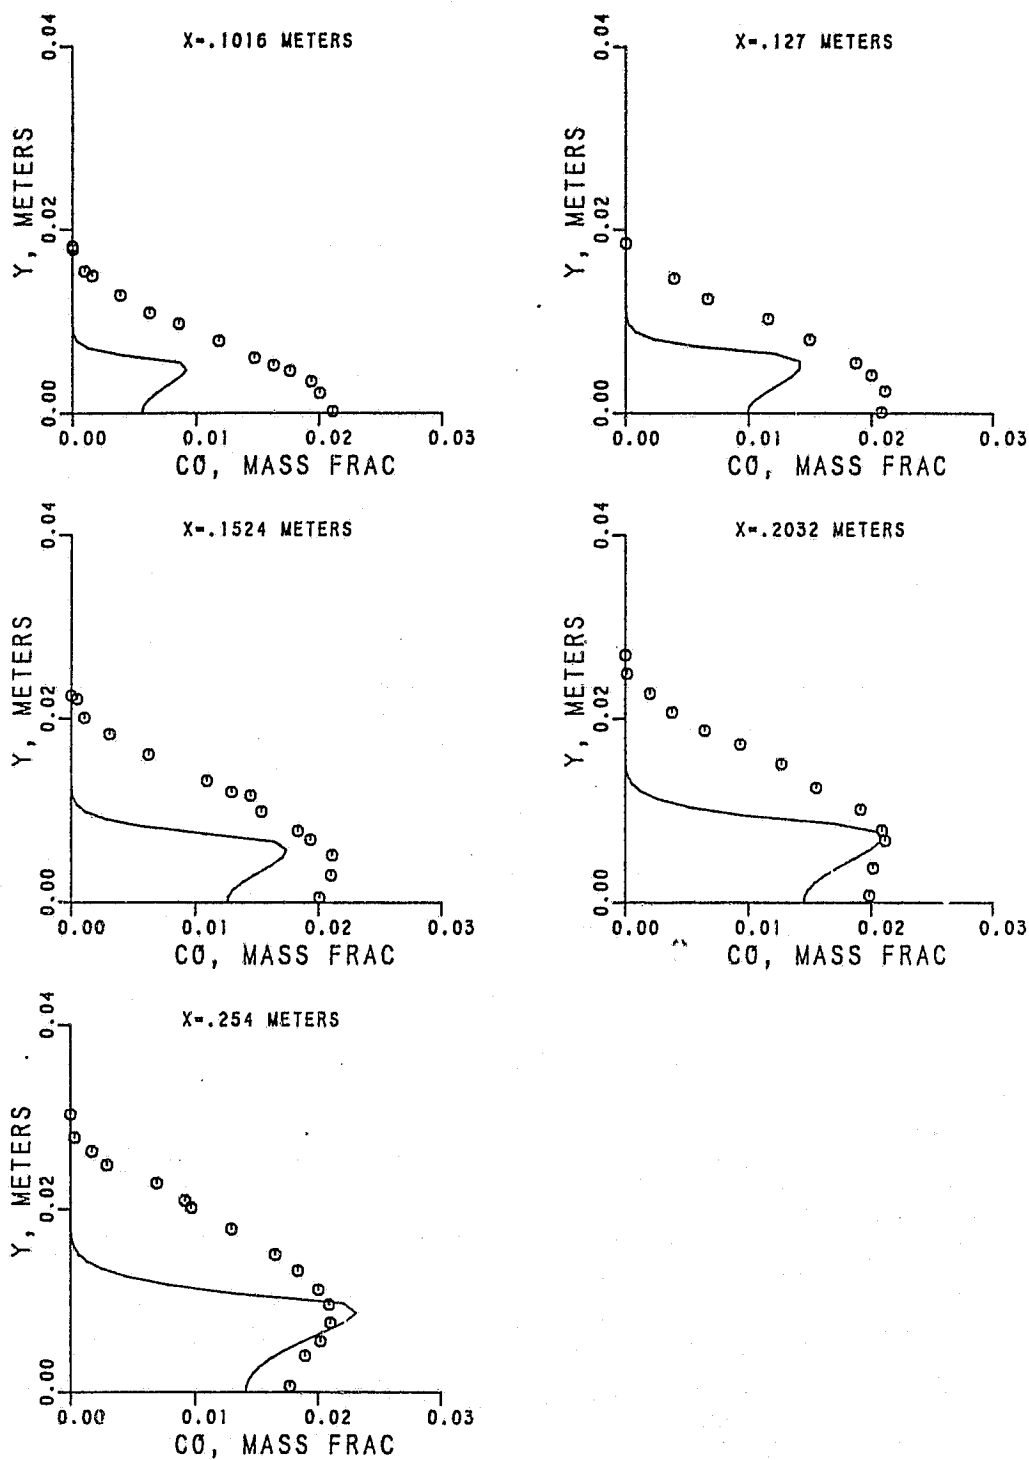 X=.1016 METERS
0.04
0.02
0.00
Y, METERS
0.00 0.01 0.02 0.03
CO, MASS FRAC
X=.127 METERS
0.04
0.02
0.00
Y, METERS
0.00 0.01 0.02 0.03
CO, MASS FRAC
X=.1524 METERS
0.04
0.02
0.00
Y, METERS
0.00 0.01 0.02 0.03
CO, MASS FRAC
X=.2032 METERS
0.04
0.02
0.00
Y, METERS
0.00 0.01 0.02 0.03
CO, MASS FRAC
X=.254 METERS
0.04
0.02
0.00
Y, METERS
0.00 0.01 0.02 0.03
CO, MASS FRAC